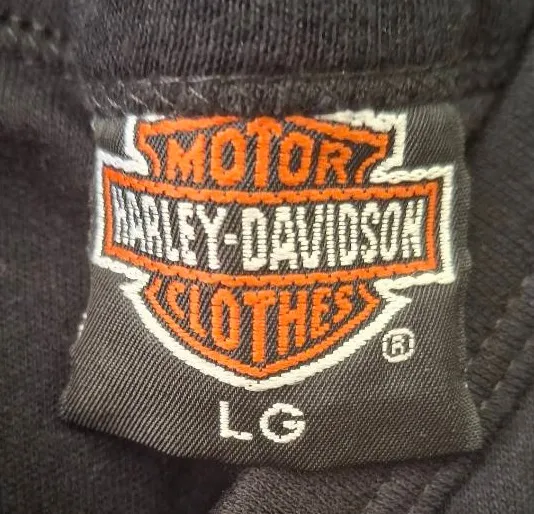 MOTOR
HARLEY-DAVIDSON
CLOTHES
®
LG